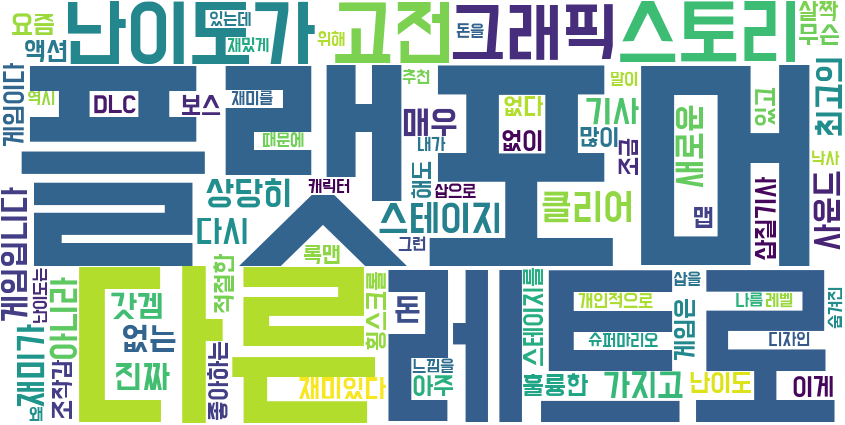 요즘
난이도가
있는데
재밌게
위해
고전
돈을
그래픽
스토리
살짝
무슨
액션
게임이다
역시
DLC
보스
재미를
때문에
플랫포머
추천
매우
내가
없다
없이
기사
많이
말이
조금
새로운
있고
최고의
낙사
상당히
캐릭터
해도
삽으로
스테이지
클리어
맵
삽질기사
사운드
다시
록맨
그런
게임입니다
난이도는
적절한
갓겜
없는
다른
횡스크롤
돈
레트로
스테이지를
개인적으로
삽을
나름
레벨
숨겨진
재미가
아니라
진짜
슈퍼마리오
게임은
디자인
왜
조작감
좋아하는
재미있다
느낌을
아주
훌륭한
가지고
난이도
이게